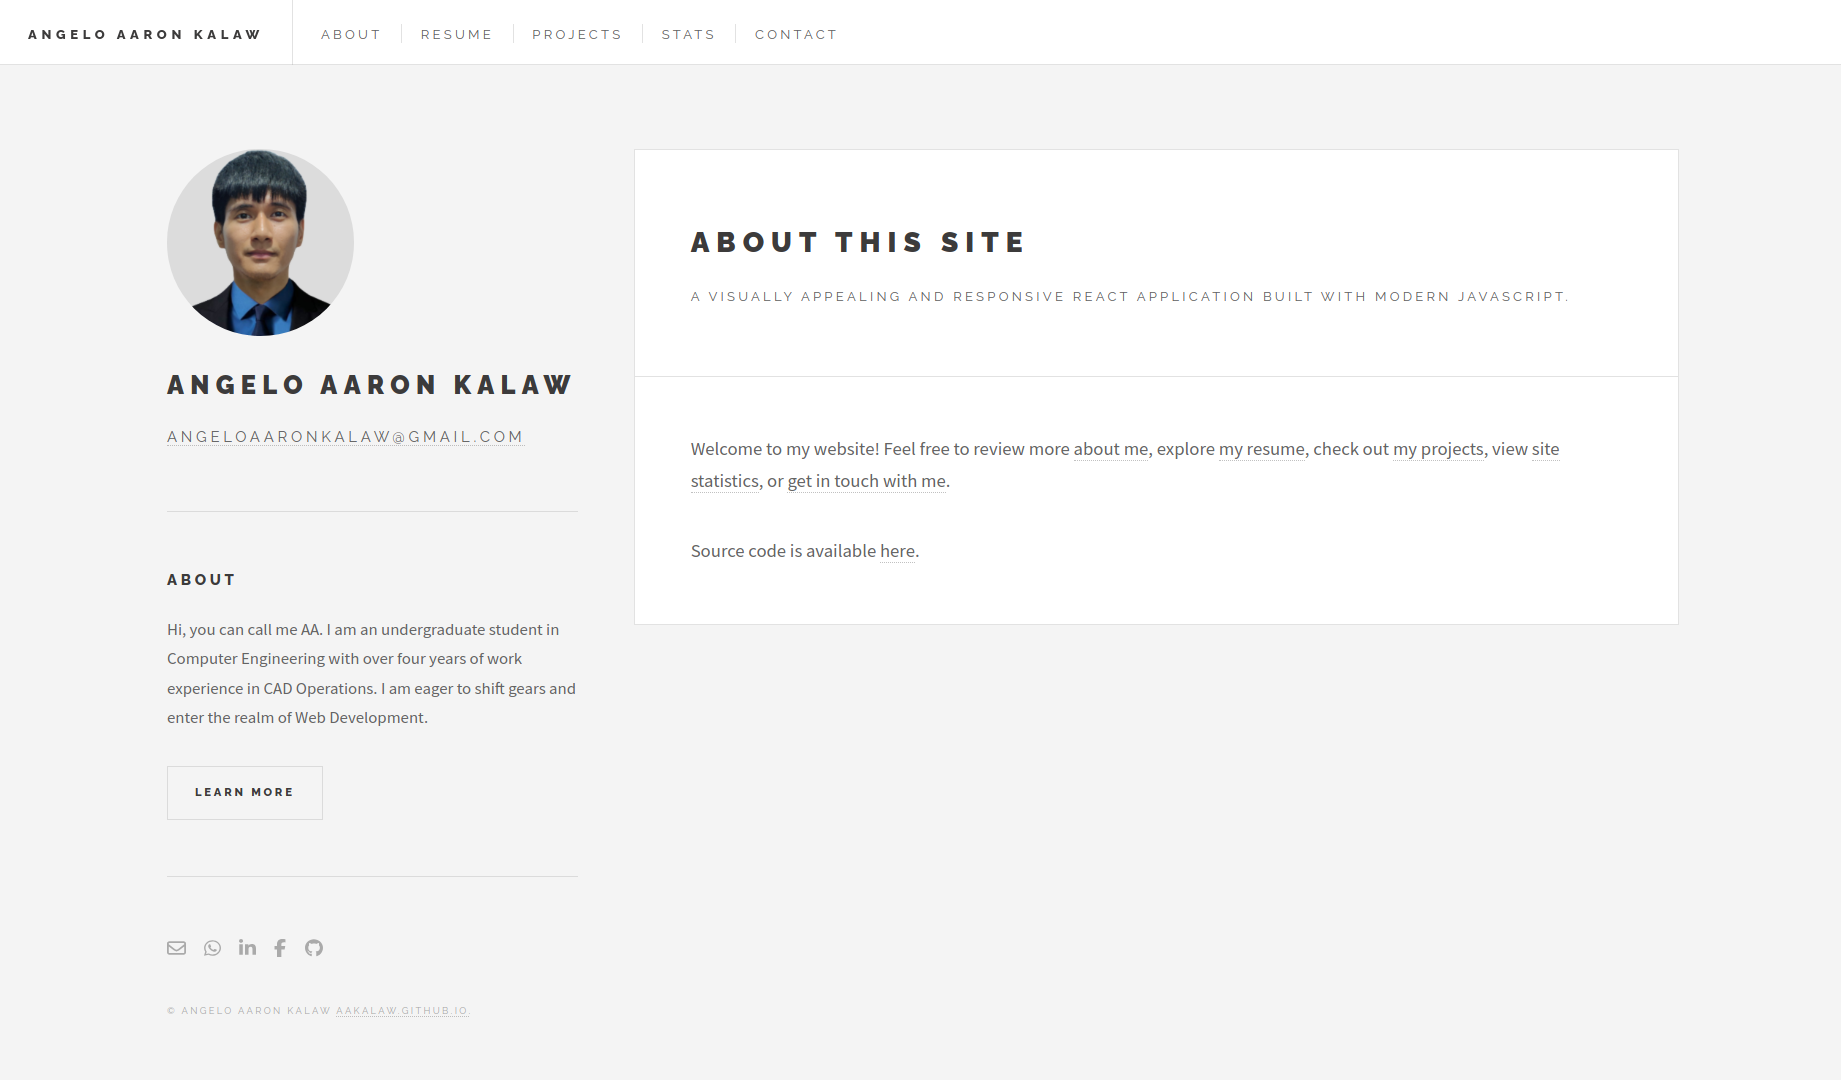 ANGELO AARON KALAW
ABOUT
RESUME
PROJECTS
STATS
CONTACT
ANGELO AARON KALAW
ANGELOAARONKALAW@GMAIL.COM
ABOUT
Hi, you can call me AA. I am an undergraduate student in
Computer Engineering with over four years of work
experience in CAD Operations. I am eager to shift gears and
enter the realm of Web Development.
LEARN MORE
© ANGELO AARON KALAW AAKALAW.GITHUB.IO.
ABOUT THIS SITE
A VISUALLY APPEALING AND RESPONSIVE REACT APPLICATION BUILT WITH MODERN JAVASCRIPT.
Welcome to my website! Feel free to review more about me, explore my resume, check out my projects, view site
statistics, or get in touch with me.
Source code is available here.